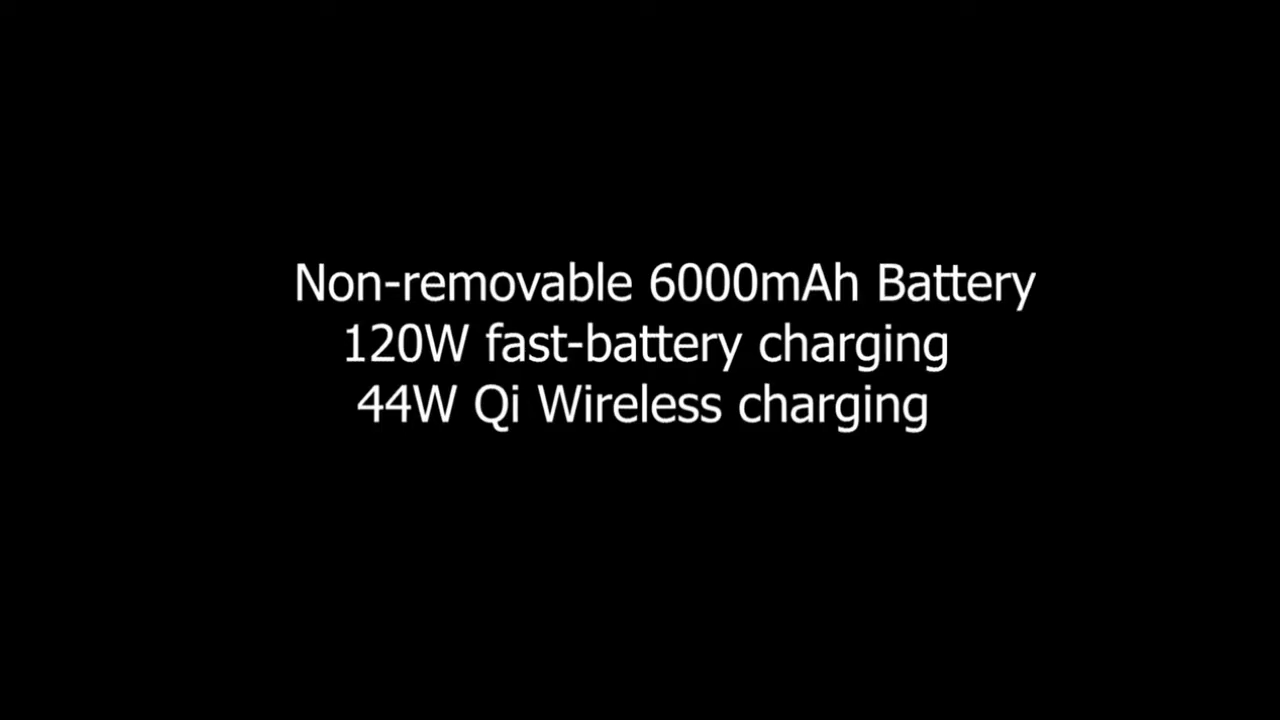 Non-removable 6000mAh Battery
120W fast-battery charging
44W Qi Wireless charging